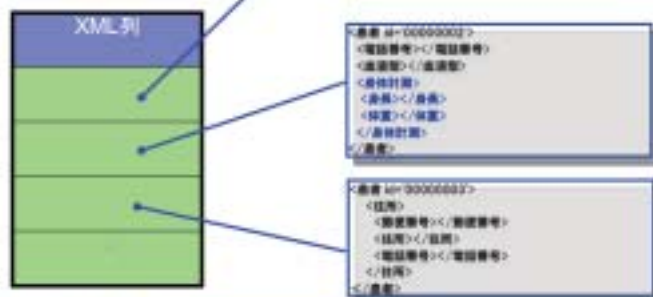 XML列
<患者 id='00000002'>
<電話番号></電話番号>
<血液型></血液型>
<身体計測>
<身長></身長>
<体重></体重>
</身体計測>
</患者>
<患者 id='00000003'>
<住所>
<郵便番号></郵便番号>
<住所></住所>
<電話番号></電話番号>
</住所>
</患者>